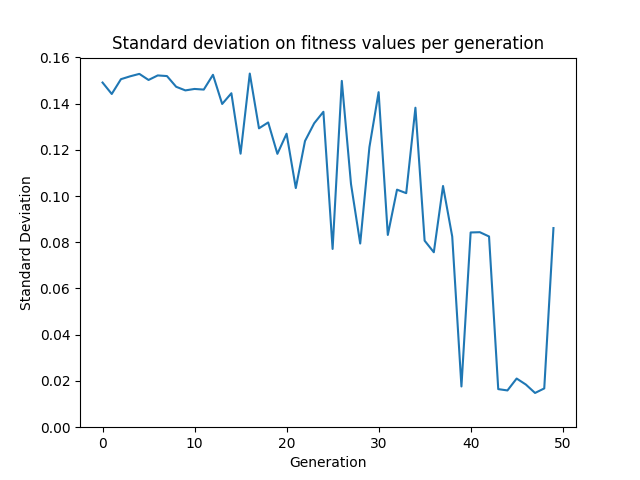 Standard deviation on fitness values per generation
0.16
0.14
0.12
0.10
0.08
0.06
0.04
0.02
0.00
Standard Deviation
0 10 20 30 40 50
Generation